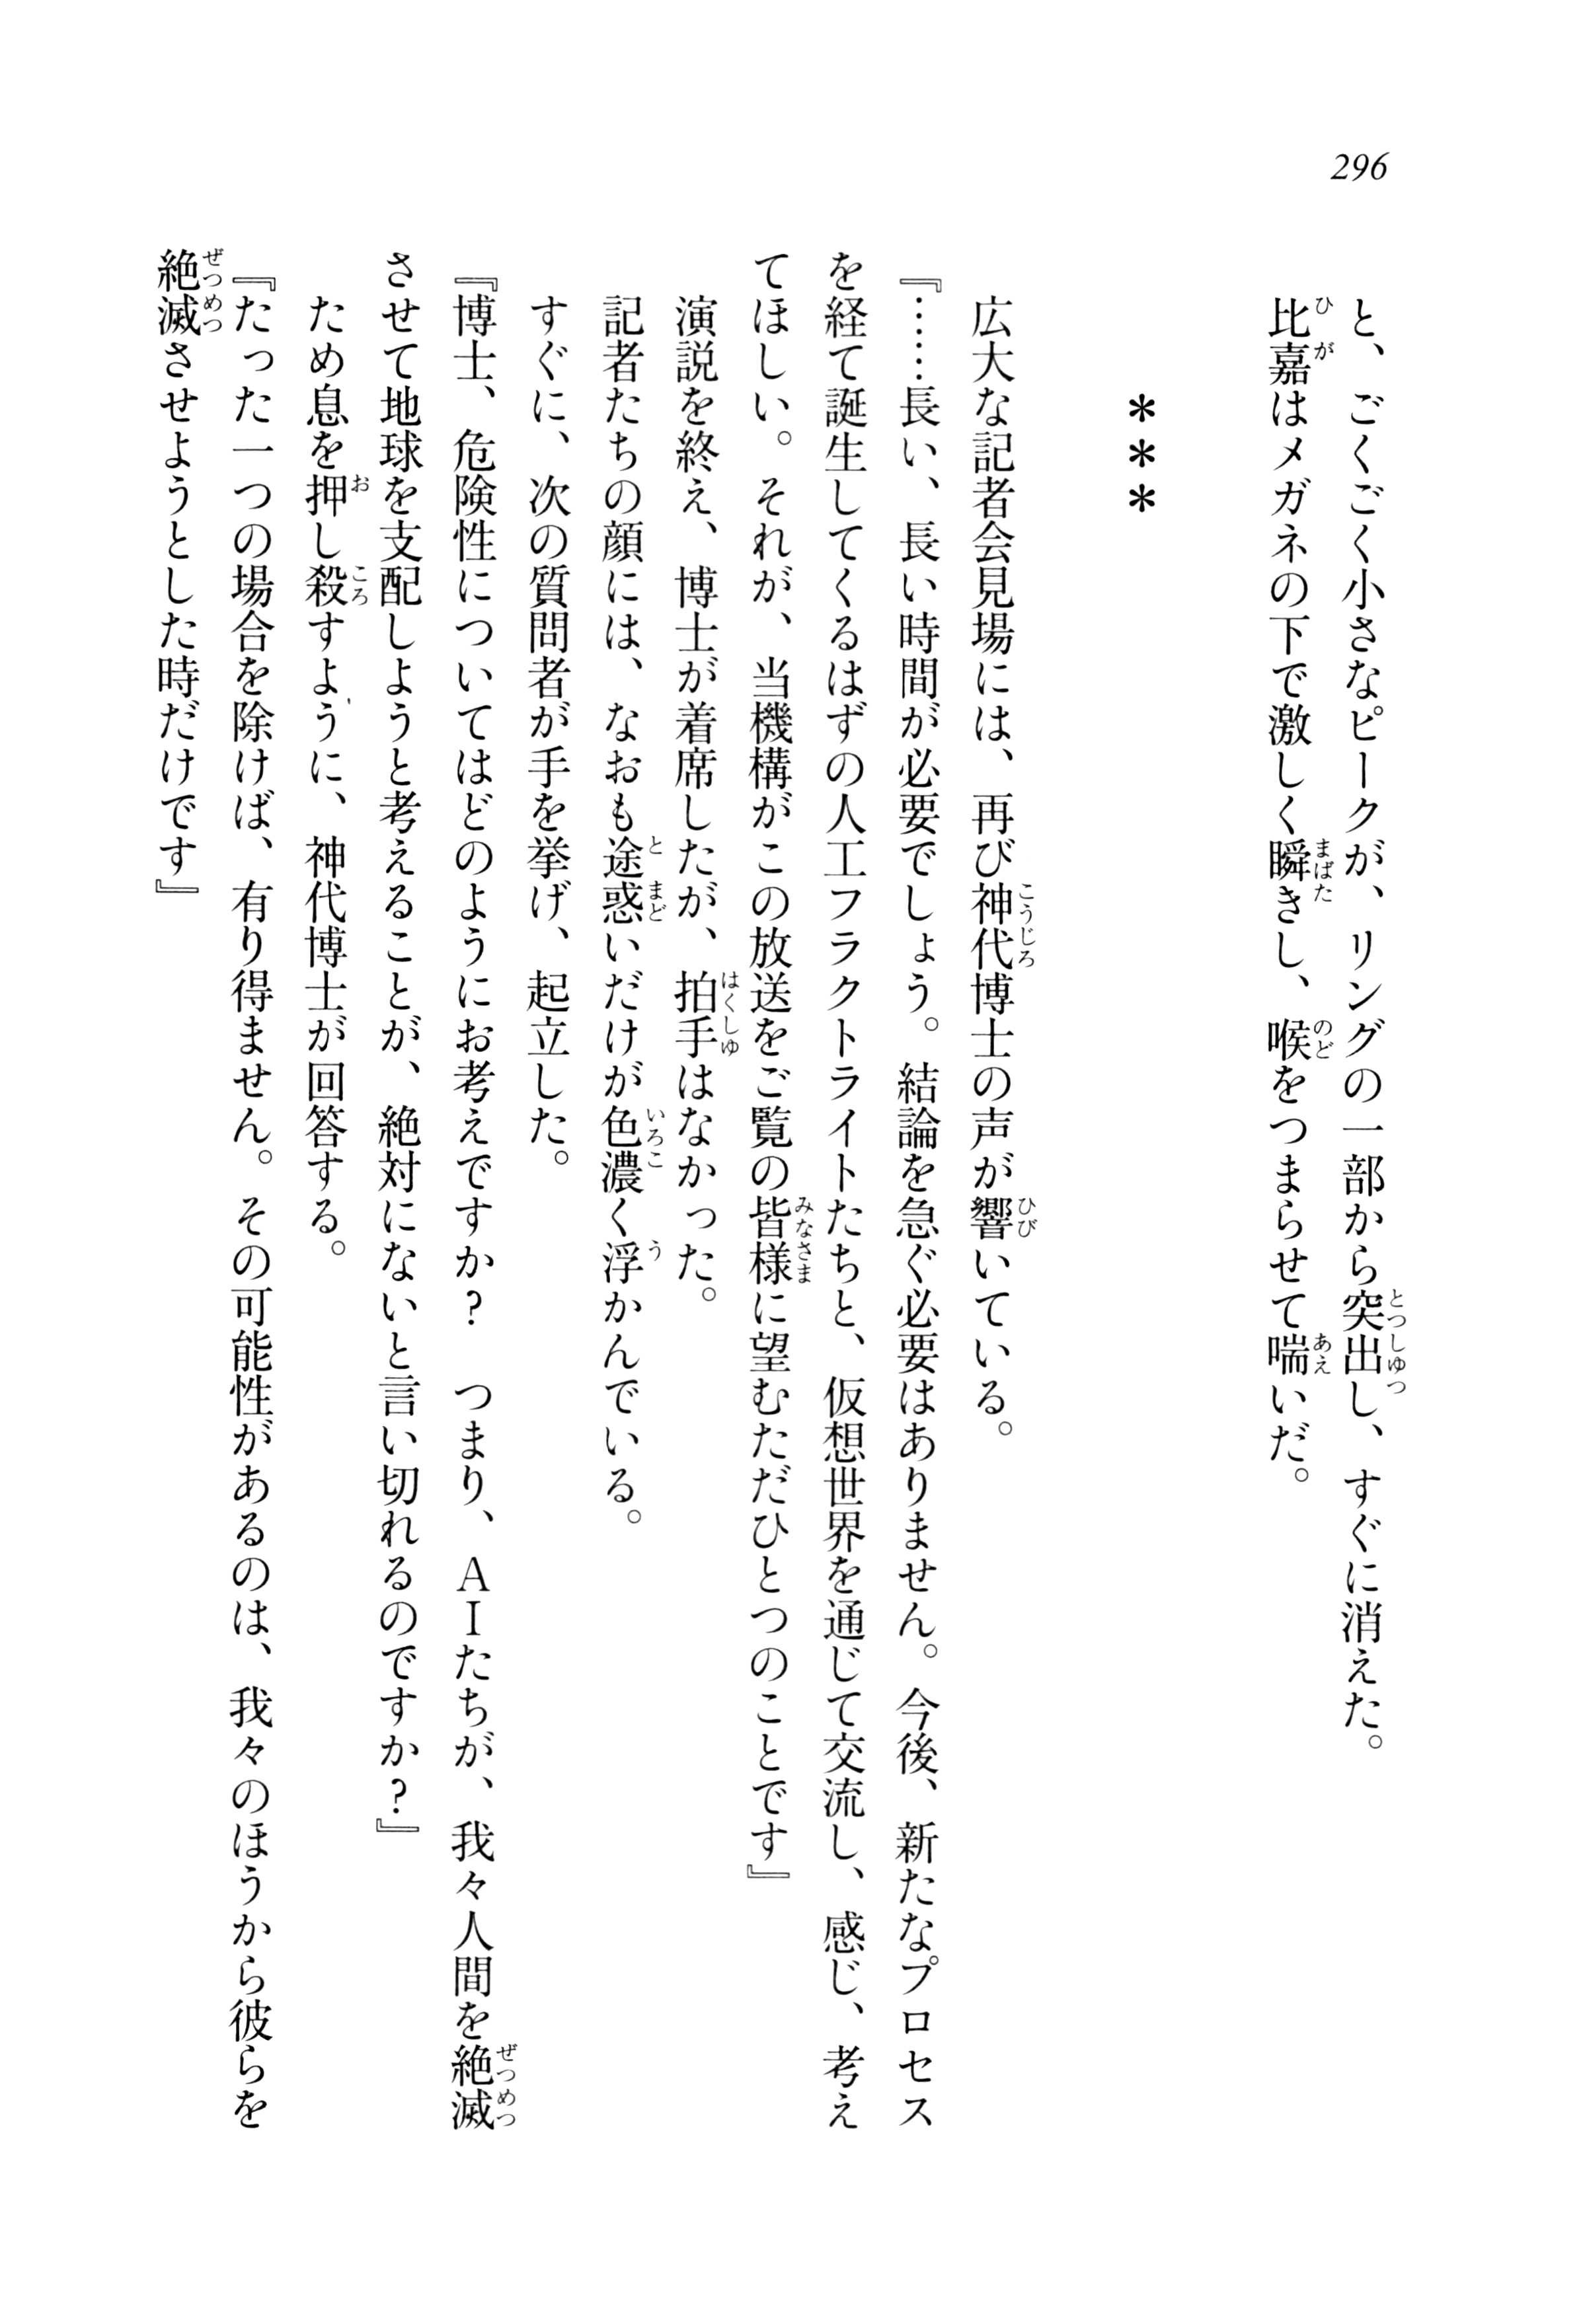 296
と、ごくごく小さなピークが、リングの一部から突出し、すぐに消えた。
比嘉はメガネの下で激しく瞬きし、喉をつまらせて喘いだ。
＊＊＊
広大な記者会見場には、再び神代博士の声が響いている。
『……長い、長い時間が必要でしょう。結論を急ぐ必要はありません。今後、新たなプロセス
を経て誕生してくるはずの人工フラクトライトたちと、仮想世界を通じて交流し、感じ、考え
てほしい。それが、当機構がこの放送をご覧の皆様に望むただひとつのことです』
演説を終え、博士が着席したが、拍手はなかった。
記者たちの顔には、なおも途惑いだけが色濃く浮かんでいる。
すぐに、次の質問者が手を挙げ、起立した。
『博士、危険性についてはどのようにお考えですか？　つまり、ＡＩたちが、我々人間を絶滅
させて地球を支配しようと考えることが、絶対にないと言い切れるのですか？』
ため息を押し殺すように、神代博士が回答する。
『たった一つの場合を除けば、有り得ません。その可能性があるのは、我々のほうから彼らを
絶滅させようとした時だけです』